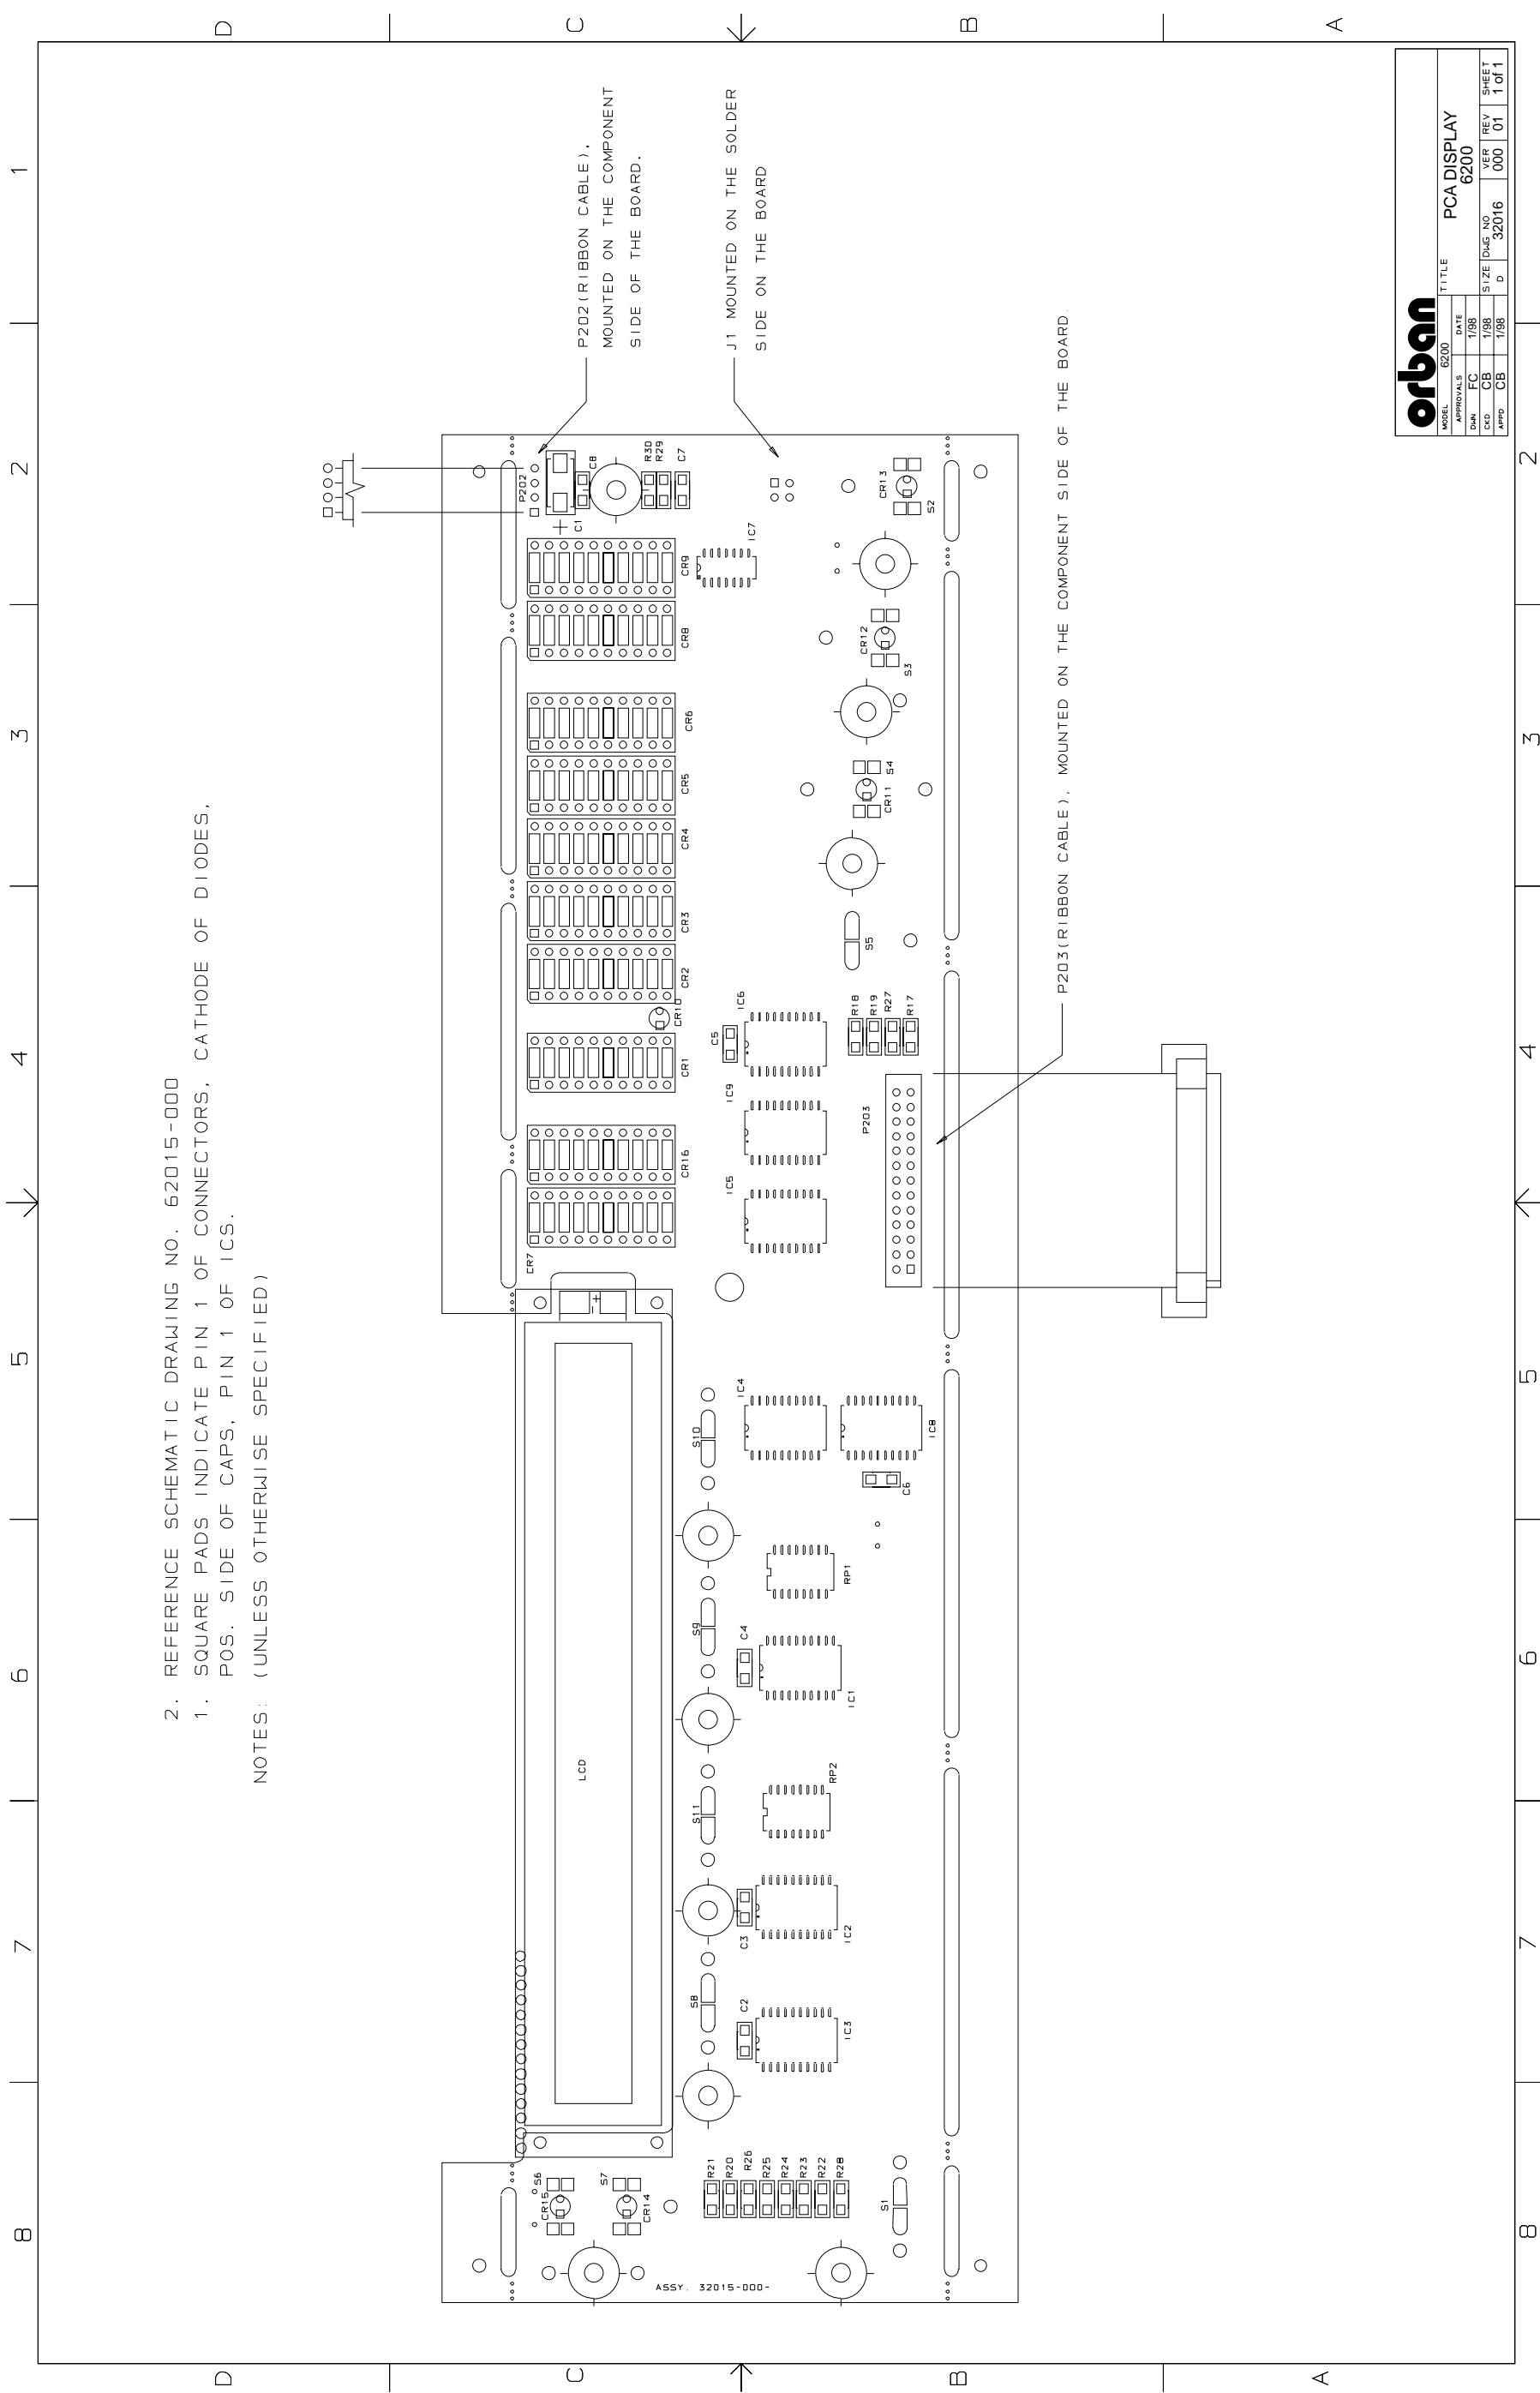 8
7
6
5
4
3
2
1
D
D
C
C
B
B
A
A
8
7
6
5
4
3
2
2. REFERENCE SCHEMATIC DRAWING NO. 62015-000
1. SQUARE PADS INDICATE PIN 1 OF CONNECTORS, CATHODE OF DIODES,
POS. SIDE OF CAPS, PIN 1 OF ICS.
NOTES: (UNLESS OTHERWISE SPECIFIED)
P202(RIBBON CABLE),
MOUNTED ON THE COMPONENT
SIDE OF THE BOARD.
J1 MOUNTED ON THE SOLDER
SIDE ON THE BOARD
P203(RIBBON CABLE), MOUNTED ON THE COMPONENT SIDE OF THE BOARD.
S6
CR15
S7
CR14
LCD
- +
CR7
CR16
CR1
CR10
CR2
CR3
CR4
CR5
CR6
CR8
CR9
P202
+
C1
C8
R30
R29
C7
R21
R20
R26
R25
R24
R23
R22
R28
S1
S8
S11
S9
S10
C2
IC3
C3
IC2
RP2
C4
IC1
RP1
IC4
IC8
C6
IC5
IC9
C5
IC6
IC7
P203
R18
R19
R27
R17
S5
S4
CR11
CR12
S3
CR13
S2
ASSY. 32015-000-
orban
MODEL
6200
TITLE
PCA DISPLAY
6200
APPROVALS
DATE
DWN FC 1/98
CKD CB 1/98
APPD CB 1/98
SIZE
D
DWG NO
32016
VER
000
REV
01
SHEET
1 of 1